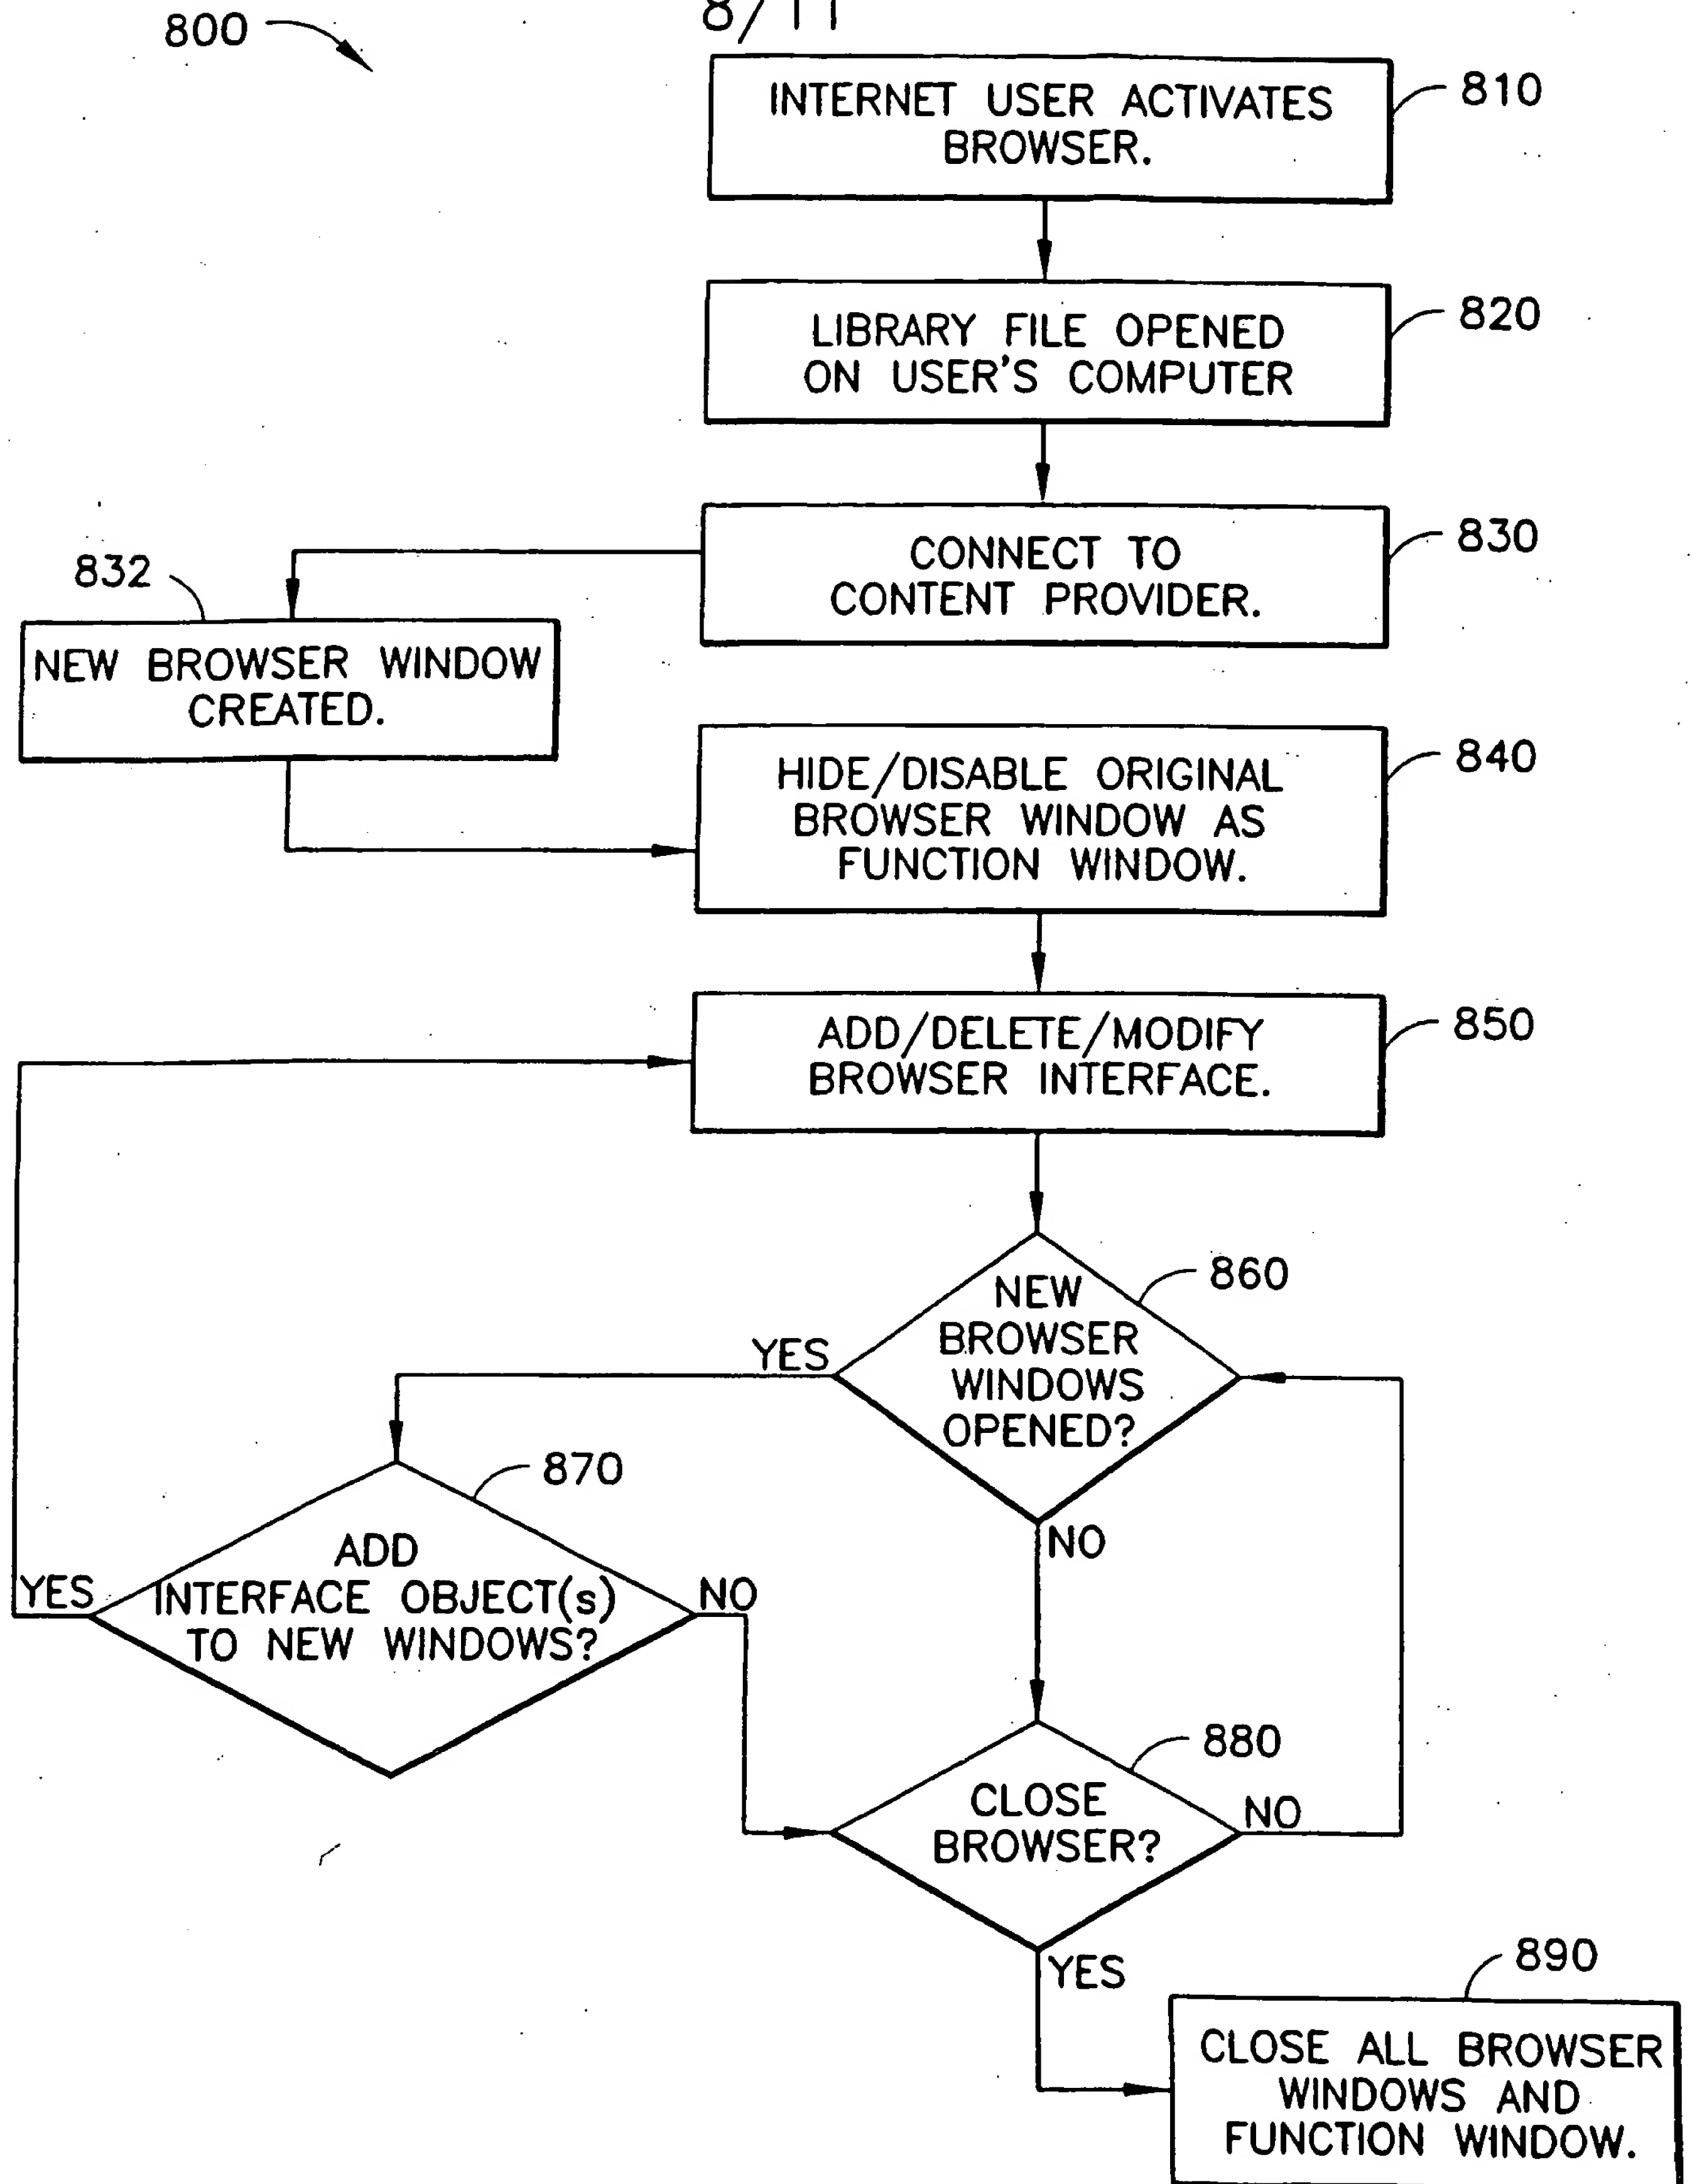 8/11
800
INTERNET USER ACTIVATES
BROWSER.
810
LIBRARY FILE OPENED
ON USER'S COMPUTER
820
CONNECT TO
CONTENT PROVIDER.
830
832
NEW BROWSER WINDOW
CREATED.
HIDE/DISABLE ORIGINAL
BROWSER WINDOW AS
FUNCTION WINDOW.
840
ADD/DELETE/MODIFY
BROWSER INTERFACE.
850
NEW
BROWSER
WINDOWS
OPENED?
860
YES
NO
870
ADD
INTERFACE OBJECT(s)
TO NEW WINDOWS?
YES
NO
880
CLOSE
BROWSER?
NO
YES
890
CLOSE ALL BROWSER
WINDOWS AND
FUNCTION WINDOW.